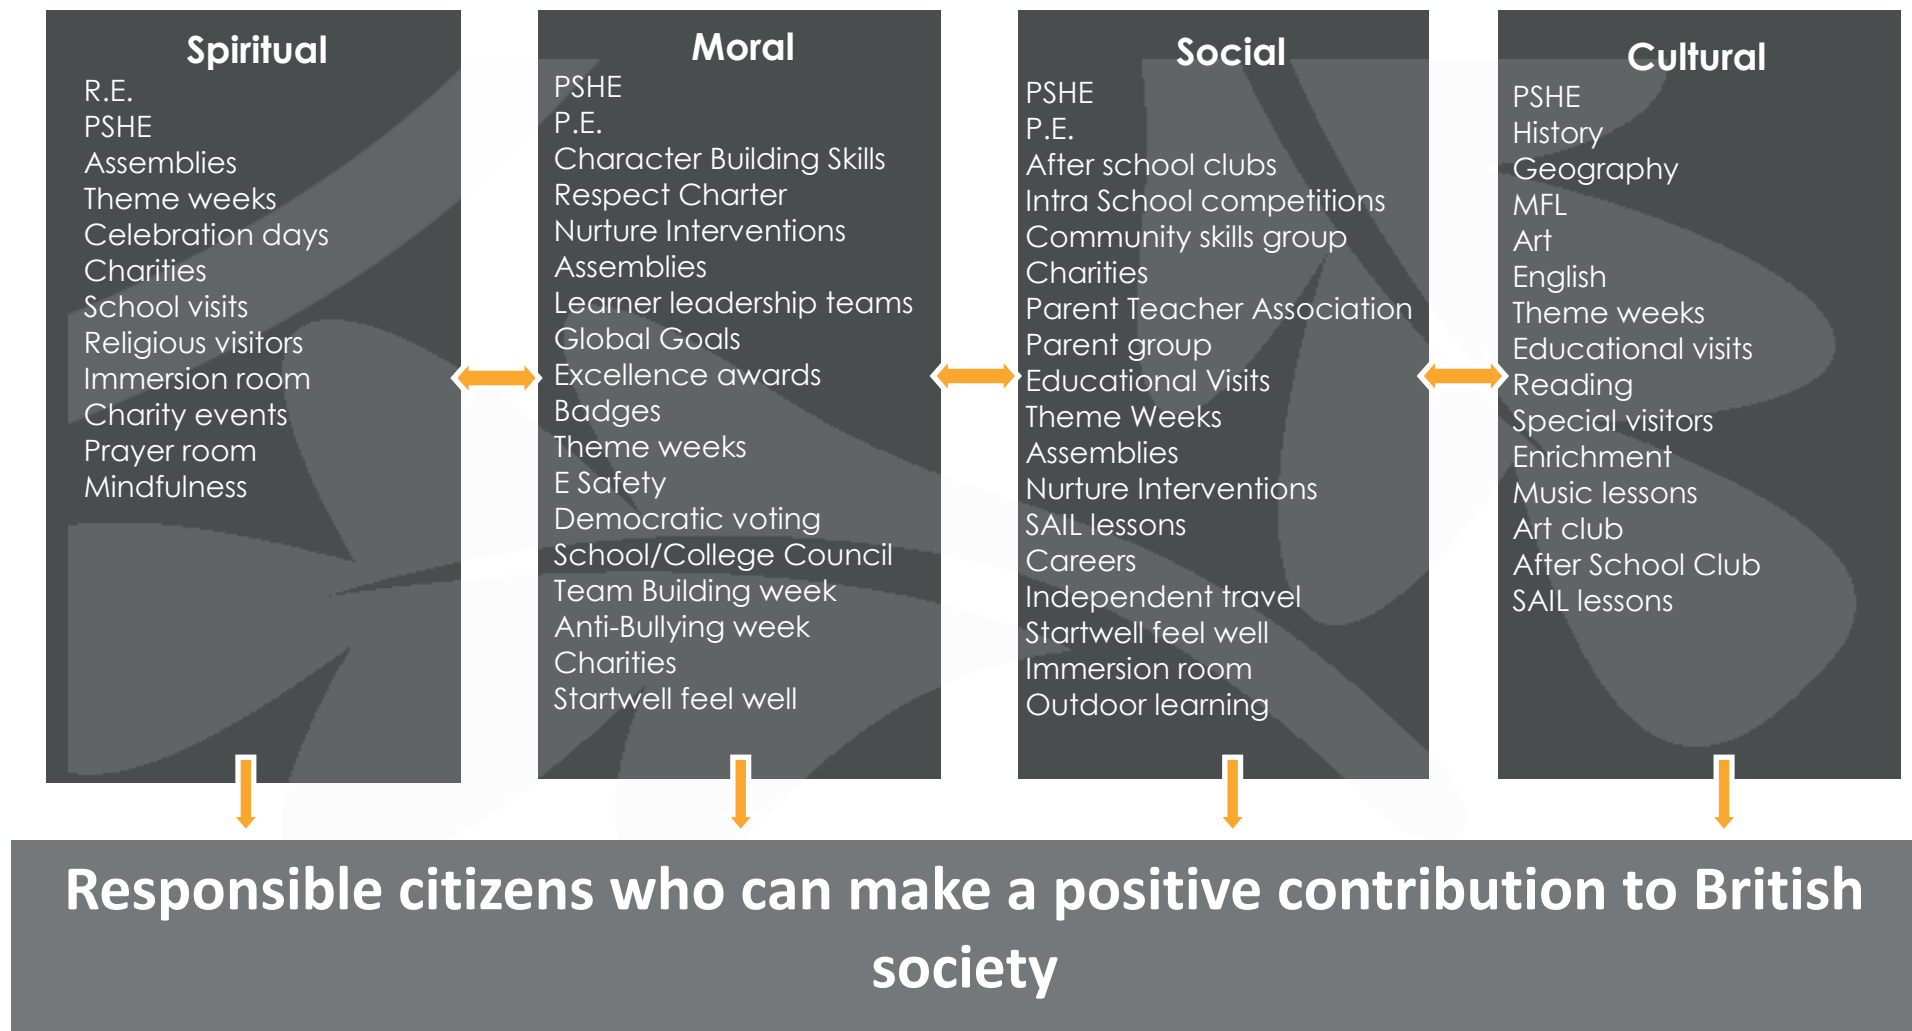 Spiritual
R.E.
PSHE
Assemblies
Theme weeks
Celebration days
Charities
School visits
Religious visitors
Immersion room
Charity events
Prayer room
Mindfulness
Moral
PSHE
P.E.
Character Building Skills
Respect Charter
Nurture Interventions
Assemblies
Learner leadership teams
Global Goals
Excellence awards
Badges
Theme weeks
E Safety
Democratic voting
School/College Council
Team Building week
Anti-Bullying week
Charities
Startwell feel well
Social
PSHE
P.E.
After school clubs
Intra School competitions
Community skills group
Charities
Parent Teacher Association
Parent group
Educational Visits
Theme Weeks
Assemblies
Nurture Interventions
SAIL lessons
Careers
Independent travel
Startwell feel well
Immersion room
Outdoor learning
Cultural
PSHE
History
Geography
MFL
Art
English
Theme weeks
Educational visits
Reading
Special visitors
Enrichment
Music lessons
Art club
After School Club
SAIL lessons
Responsible citizens who can make a positive contribution to British
society